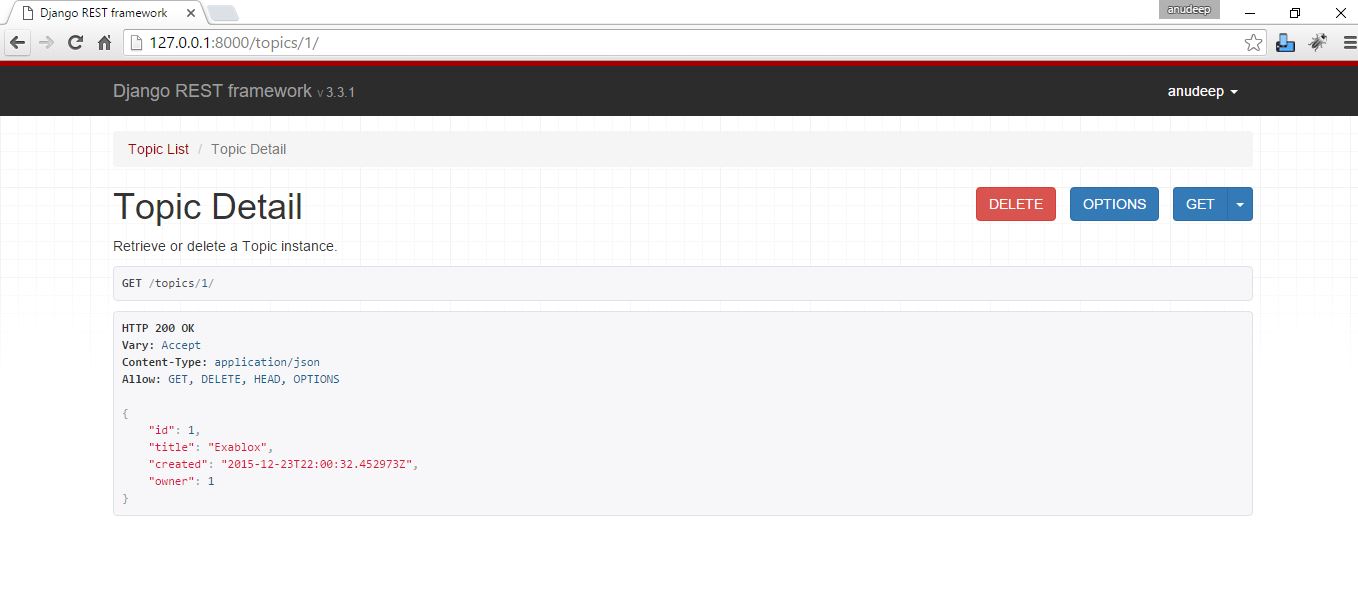 Django REST framework
anudeep
127.0.0.1:8000/topics/1/
Django REST framework v 3.3.1
anudeep
Topic List / Topic Detail
Topic Detail
DELETE
OPTIONS
GET
Retrieve or delete a Topic instance.
GET /topics/1/
HTTP 200 OK
Vary: Accept
Content-Type: application/json
Allow: GET, DELETE, HEAD, OPTIONS
{
    "id": 1,
    "title": "Exablox",
    "created": "2015-12-23T22:00:32.452973Z",
    "owner": 1
}